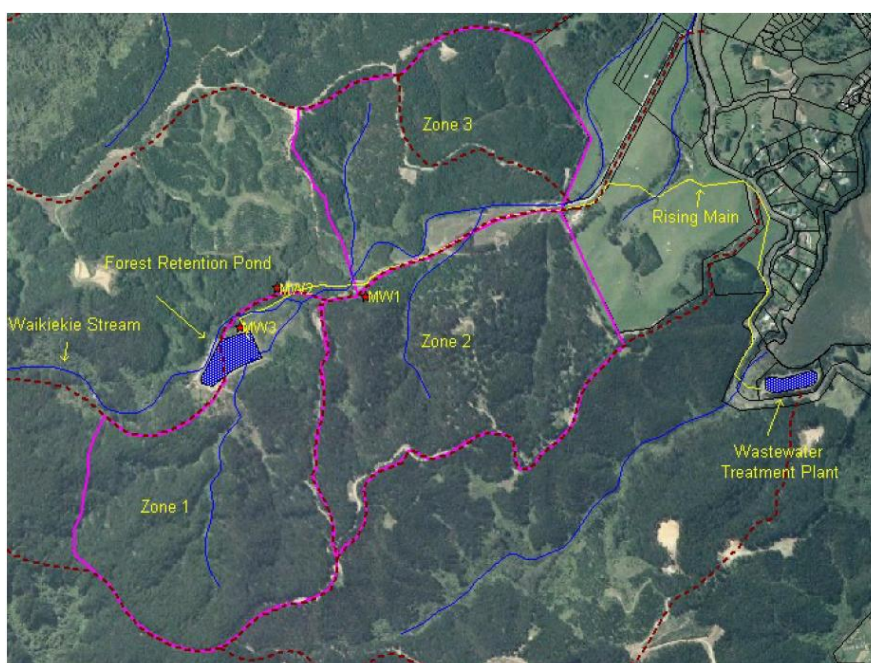 Zone 3
Rising Main
Forest Retention Pond
MW2
MW1
Waikiekie Stream
MW3
Zone 2
Wastewater
Treatment Plant
Zone 1